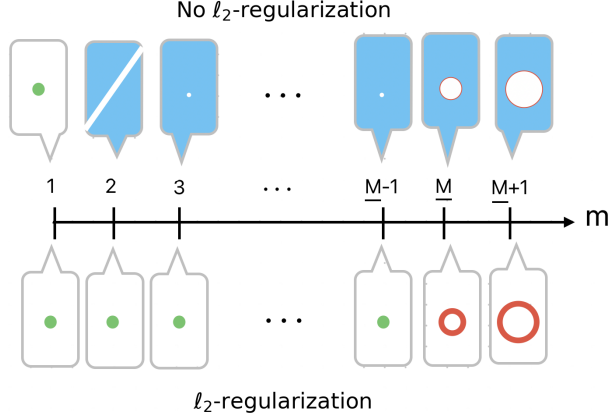 No ℓ₂-regularization
. . .
1 2 3 . . . M-1 M M+1
m
. . .
ℓ₂-regularization